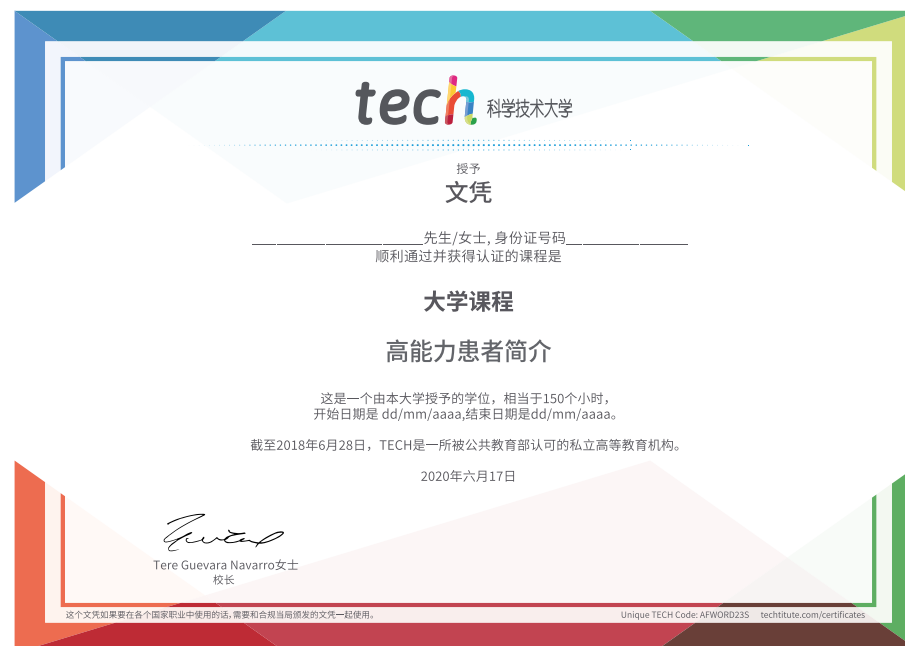 tech 科学技术大学
授予
文凭
____________________先生/女士, 身份证号码______________
顺利通过并获得认证的课程是
大学课程
高能力患者简介
这是一个由本大学授予的学位，相当于150个小时，
开始日期是 dd/mm/aaaa,结束日期是dd/mm/aaaa。
截至2018年6月28日，TECH是一所被公共教育部认可的私立高等教育机构。
2020年六月17日
Tere Guevara Navarro女士
校长
这个文凭如果要在各个国家职业中使用的话,需要和合规当局颁发的文凭一起使用。
Unique TECH Code: AFWORD23S techtitute.com/certificates